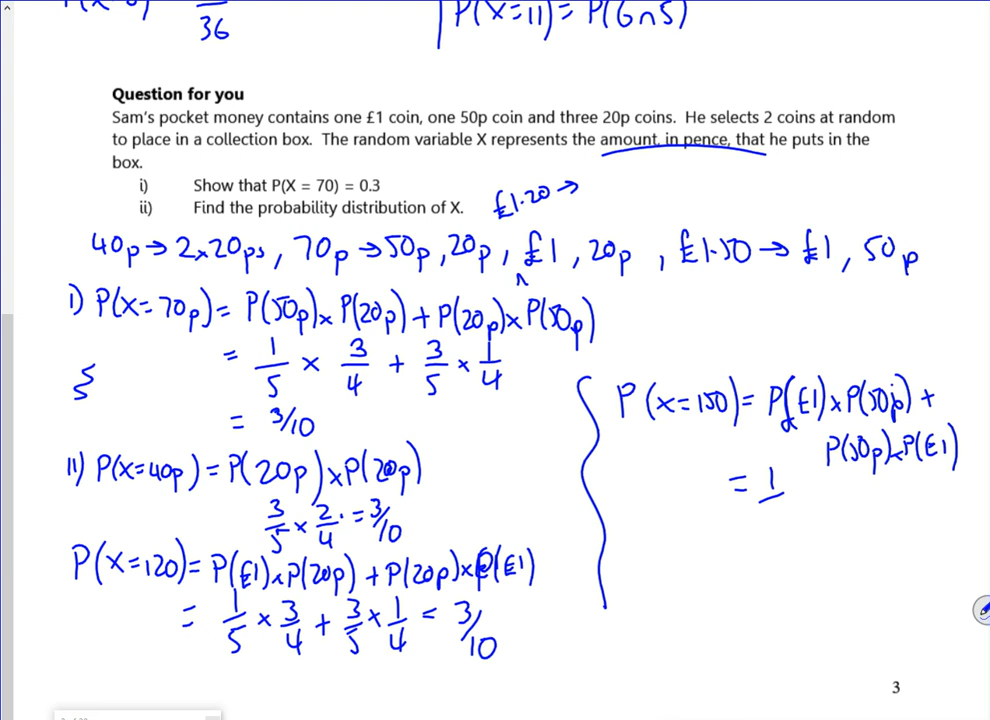 36
P(X=11) = P(6∩5)
Question for you
Sam's pocket money contains one £1 coin, one 50p coin and three 20p coins. He selects 2 coins at random
to place in a collection box. The random variable X represents the amount, in pence, that he puts in the
box.
i) Show that P(X = 70) = 0.3
ii) Find the probability distribution of X.
£1.20 →
40p → 2×20ps, 70p → 50p, 20p, £1, 20p, £1.50 → £1, 50p
i) P(X=70p) = P(50p) × P(20p) + P(20p) × P(50p)
= 1/5 × 3/4 + 3/5 × 1/4
= 3/10
ii) P(X=40p) = P(20p) × P(20p)
3/5 × 2/4 = 3/10
P(X=120) = P(£1) × P(20p) + P(20p) × P(£1)
= 1/5 × 3/4 + 3/5 × 1/4 = 3/10
P(X=150) = P(£1) × P(50p) +
P(50p) × P(£1)
= 1
3